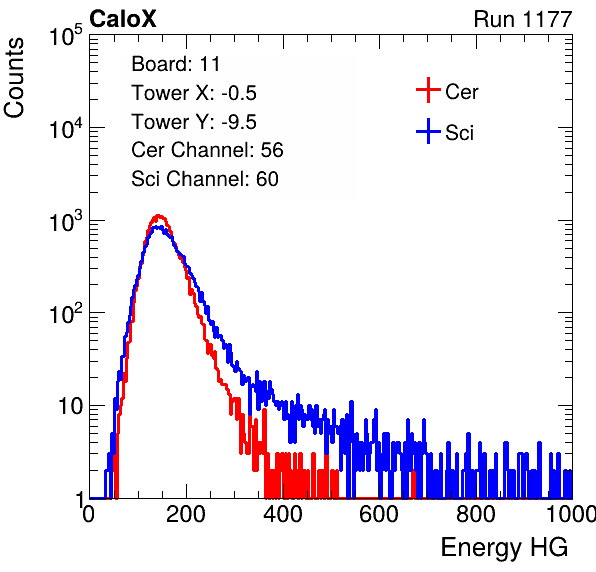 CaloX
Run 1177
Counts
Board: 11
Tower X: -0.5
Tower Y: -9.5
Cer Channel: 56
Sci Channel: 60
Cer
Sci
10^5
10^4
10^3
10^2
10
1
0 200 400 600 800 1000
Energy HG